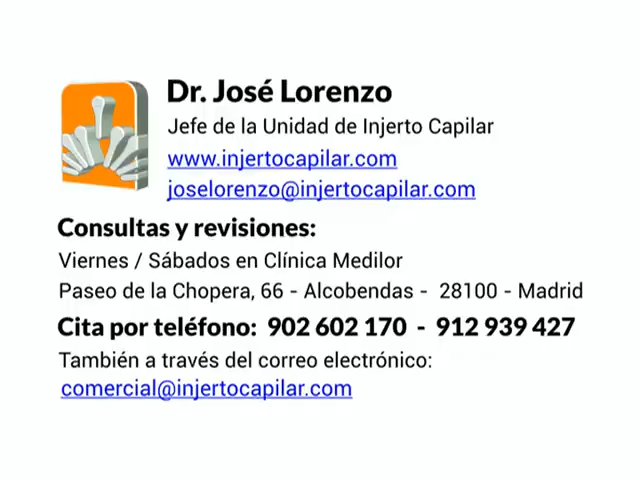 Dr. José Lorenzo
Jefe de la Unidad de Injerto Capilar
www.injertocapilar.com
joselorenzo@injertocapilar.com
Consultas y revisiones:
Viernes / Sábados en Clínica Medilor
Paseo de la Chopera, 66 - Alcobendas - 28100 - Madrid
Cita por teléfono: 902 602 170 - 912 939 427
También a través del correo electrónico:
comercial@injertocapilar.com